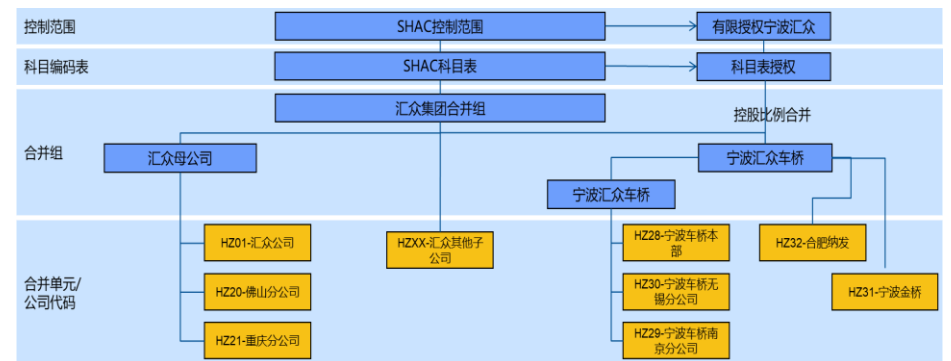 控制范围
SHAC控制范围
有限授权宁波汇众
科目编码表
SHAC科目表
科目表授权
汇众集团合并组
控股比例合并
合并组
汇众母公司
宁波汇众车桥
宁波汇众车桥
HZ01-汇众公司
HZXX-汇众其他子
公司
HZ28-宁波车桥本
部
HZ32-合肥纳发
合并单元/
公司代码
HZ20-佛山分公司
HZ30-宁波车桥无
锡分公司
HZ31-宁波金桥
HZ21-重庆分公司
HZ29-宁波车桥南
京分公司